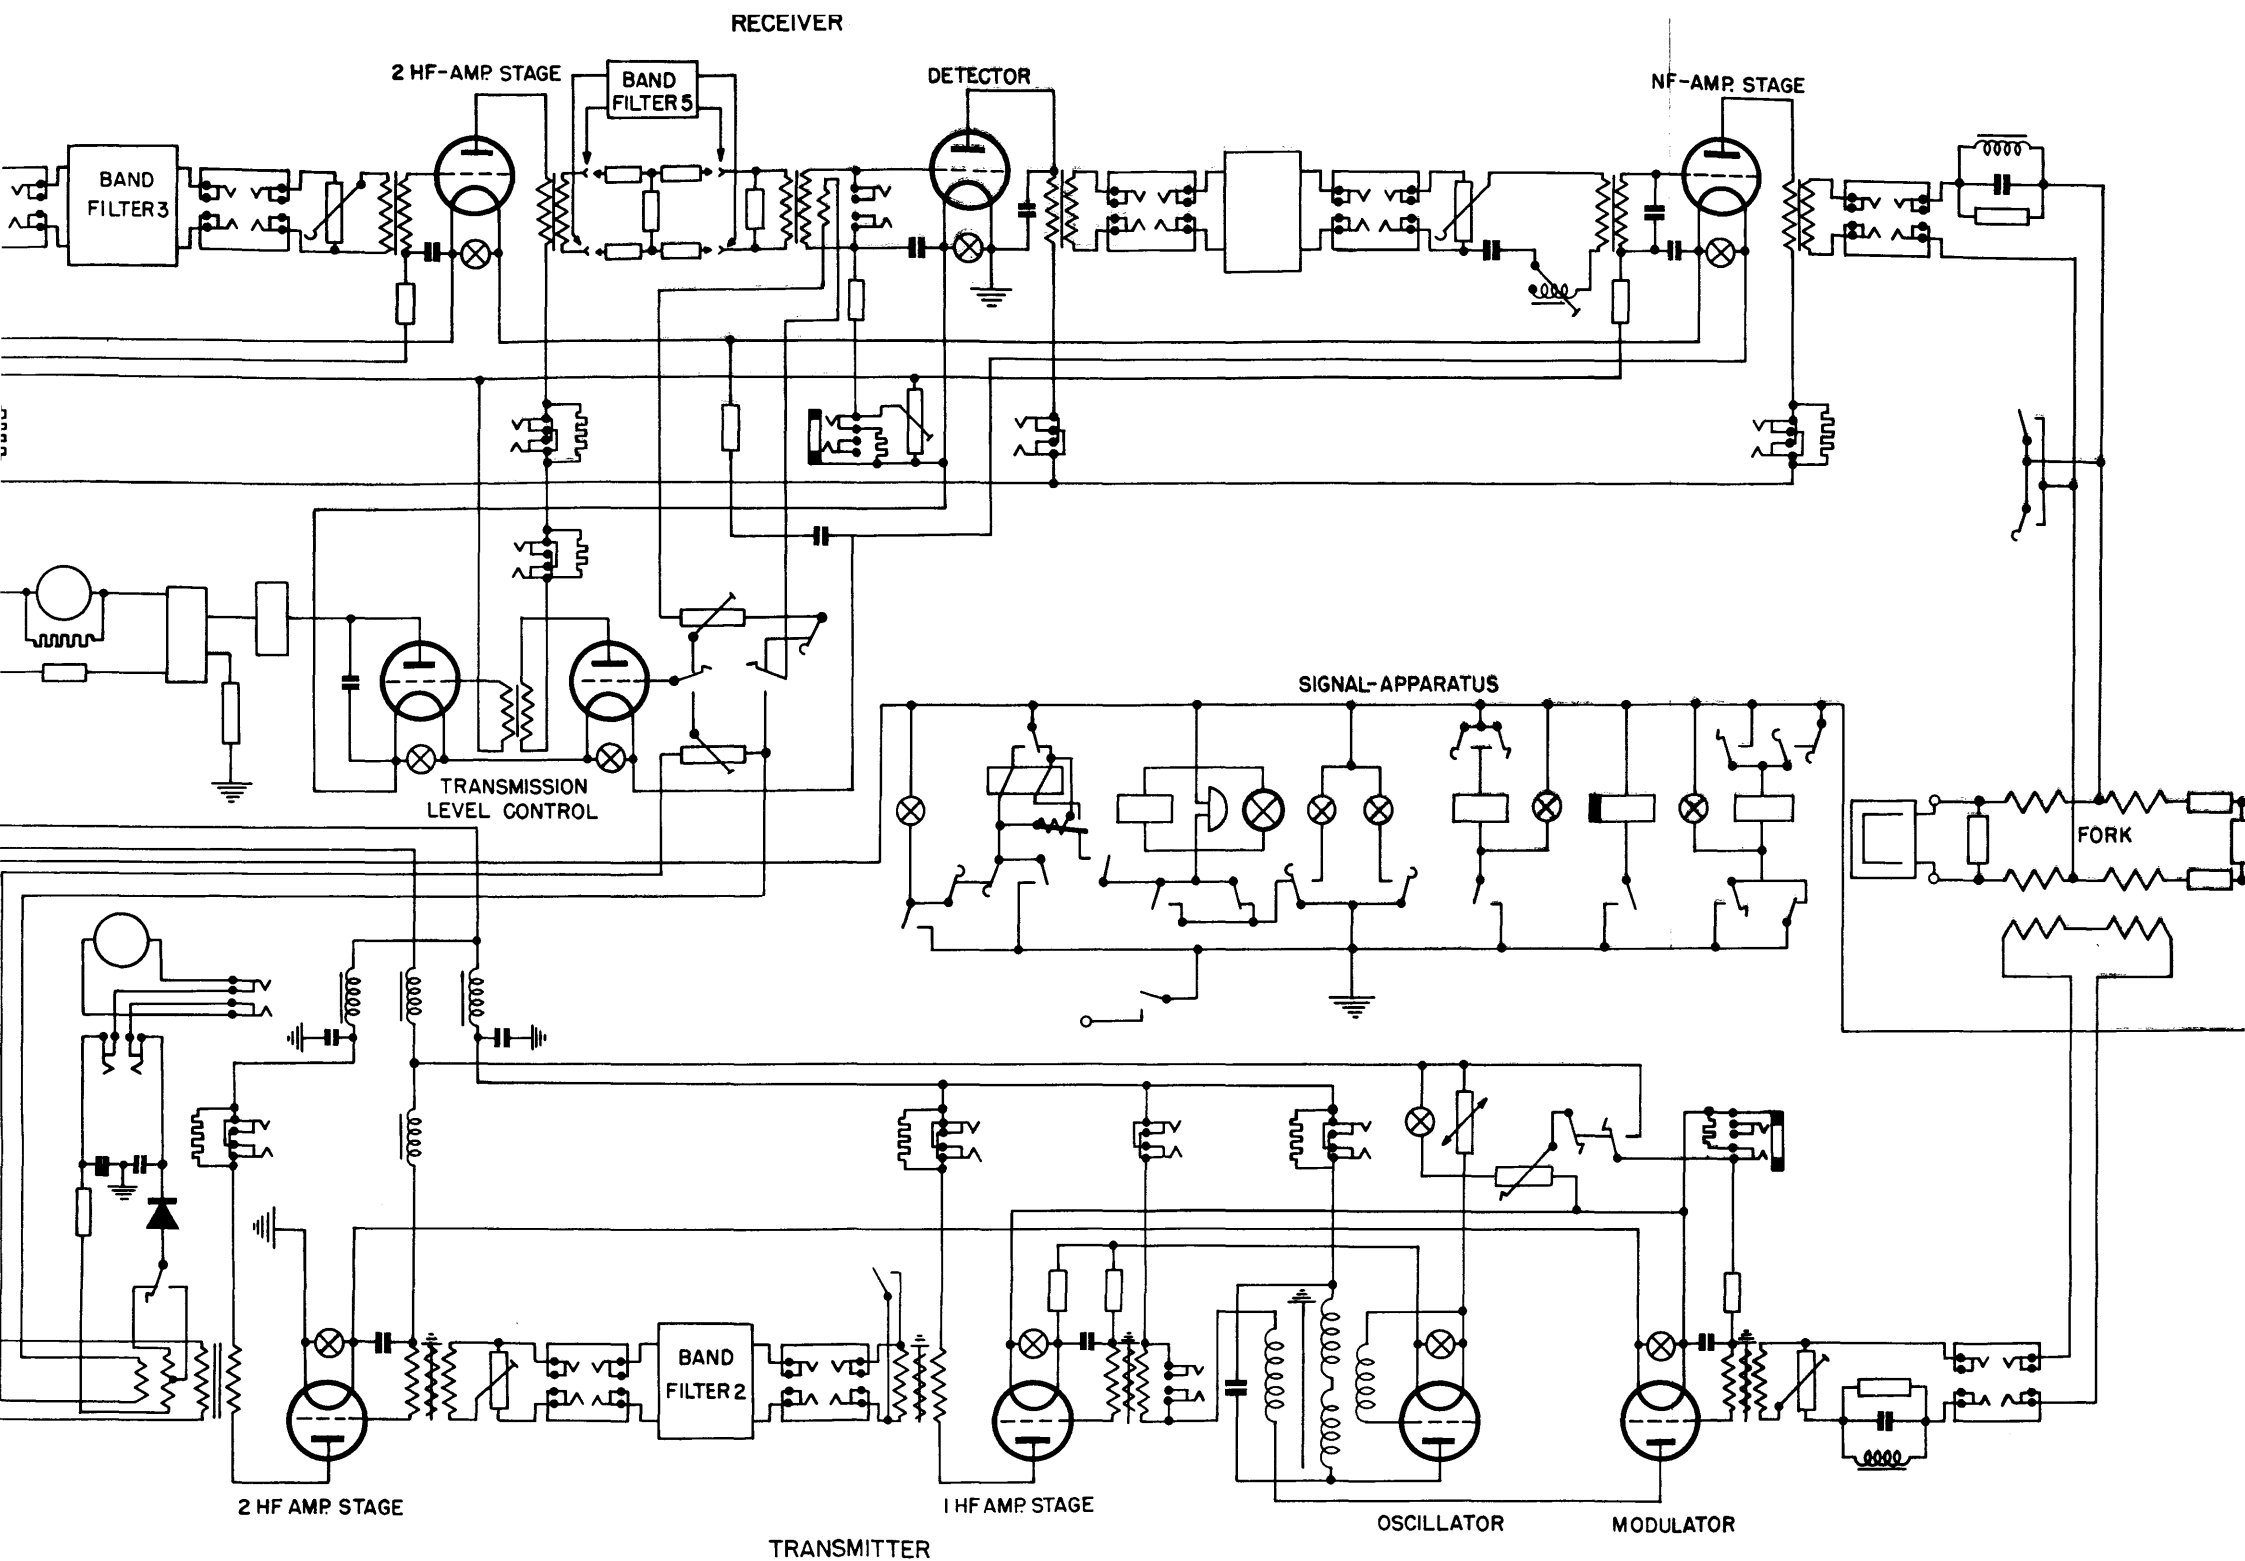 RECEIVER
2 HF-AMP. STAGE
BAND
FILTER 5
DETECTOR
NF-AMP. STAGE
BAND
FILTER 3
SIGNAL-APPARATUS
TRANSMISSION
LEVEL CONTROL
FORK
BAND
FILTER 2
2 HF AMP. STAGE
1 HF AMP. STAGE
OSCILLATOR
MODULATOR
TRANSMITTER